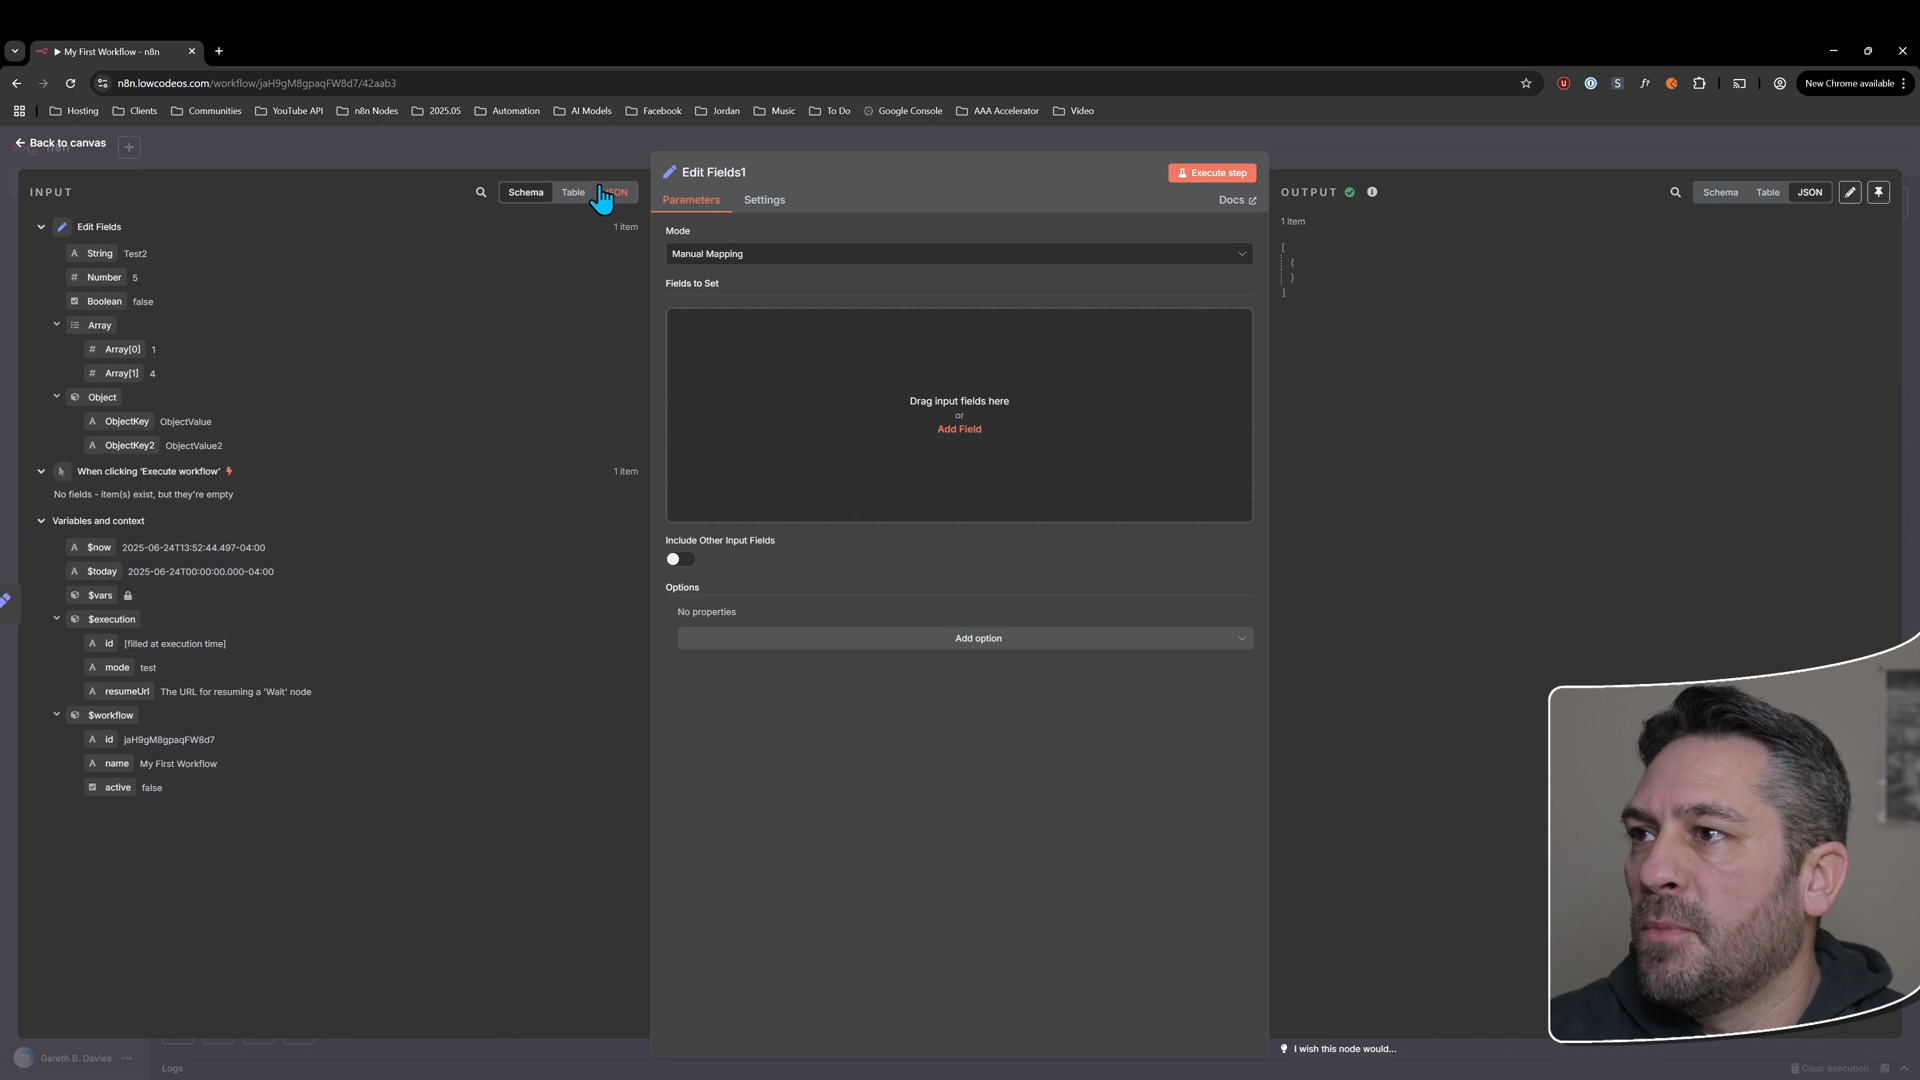 My First Workflow - n8n
n8n.lowcodeos.com/workflow/jaH9gM8gpaqFW8d7/42aab3
New Chrome available
Hosting
Clients
Communities
YouTube API
n8n Nodes
2025.05
Automation
AI Models
Facebook
Jordan
Music
To Do
Google Console
AAA Accelerator
Video
Back to canvas
INPUT
Schema
Table
JSON
Edit Fields
1 item
String Test2
Number 5
Boolean false
Array
Array[0] 1
Array[1] 4
Object
ObjectKey ObjectValue
ObjectKey2 ObjectValue2
When clicking 'Execute workflow'
1 item
No fields - item(s) exist, but they're empty
Variables and context
$now 2025-06-24T13:52:44.497-04:00
$today 2025-06-24T00:00:00.000-04:00
$vars
$execution
id [filled at execution time]
mode test
resumeUrl The URL for resuming a 'Wait' node
$workflow
id jaH9gM8gpaqFW8d7
name My First Workflow
active false
Edit Fields1
Execute step
Parameters
Settings
Docs
Mode
Manual Mapping
Fields to Set
Drag input fields here
or
Add Field
Include Other Input Fields
Options
No properties
Add option
OUTPUT
Schema
Table
JSON
1 item
[
{
}
]
I wish this node would...
Gareth B. Davies
Logs
Clear execution